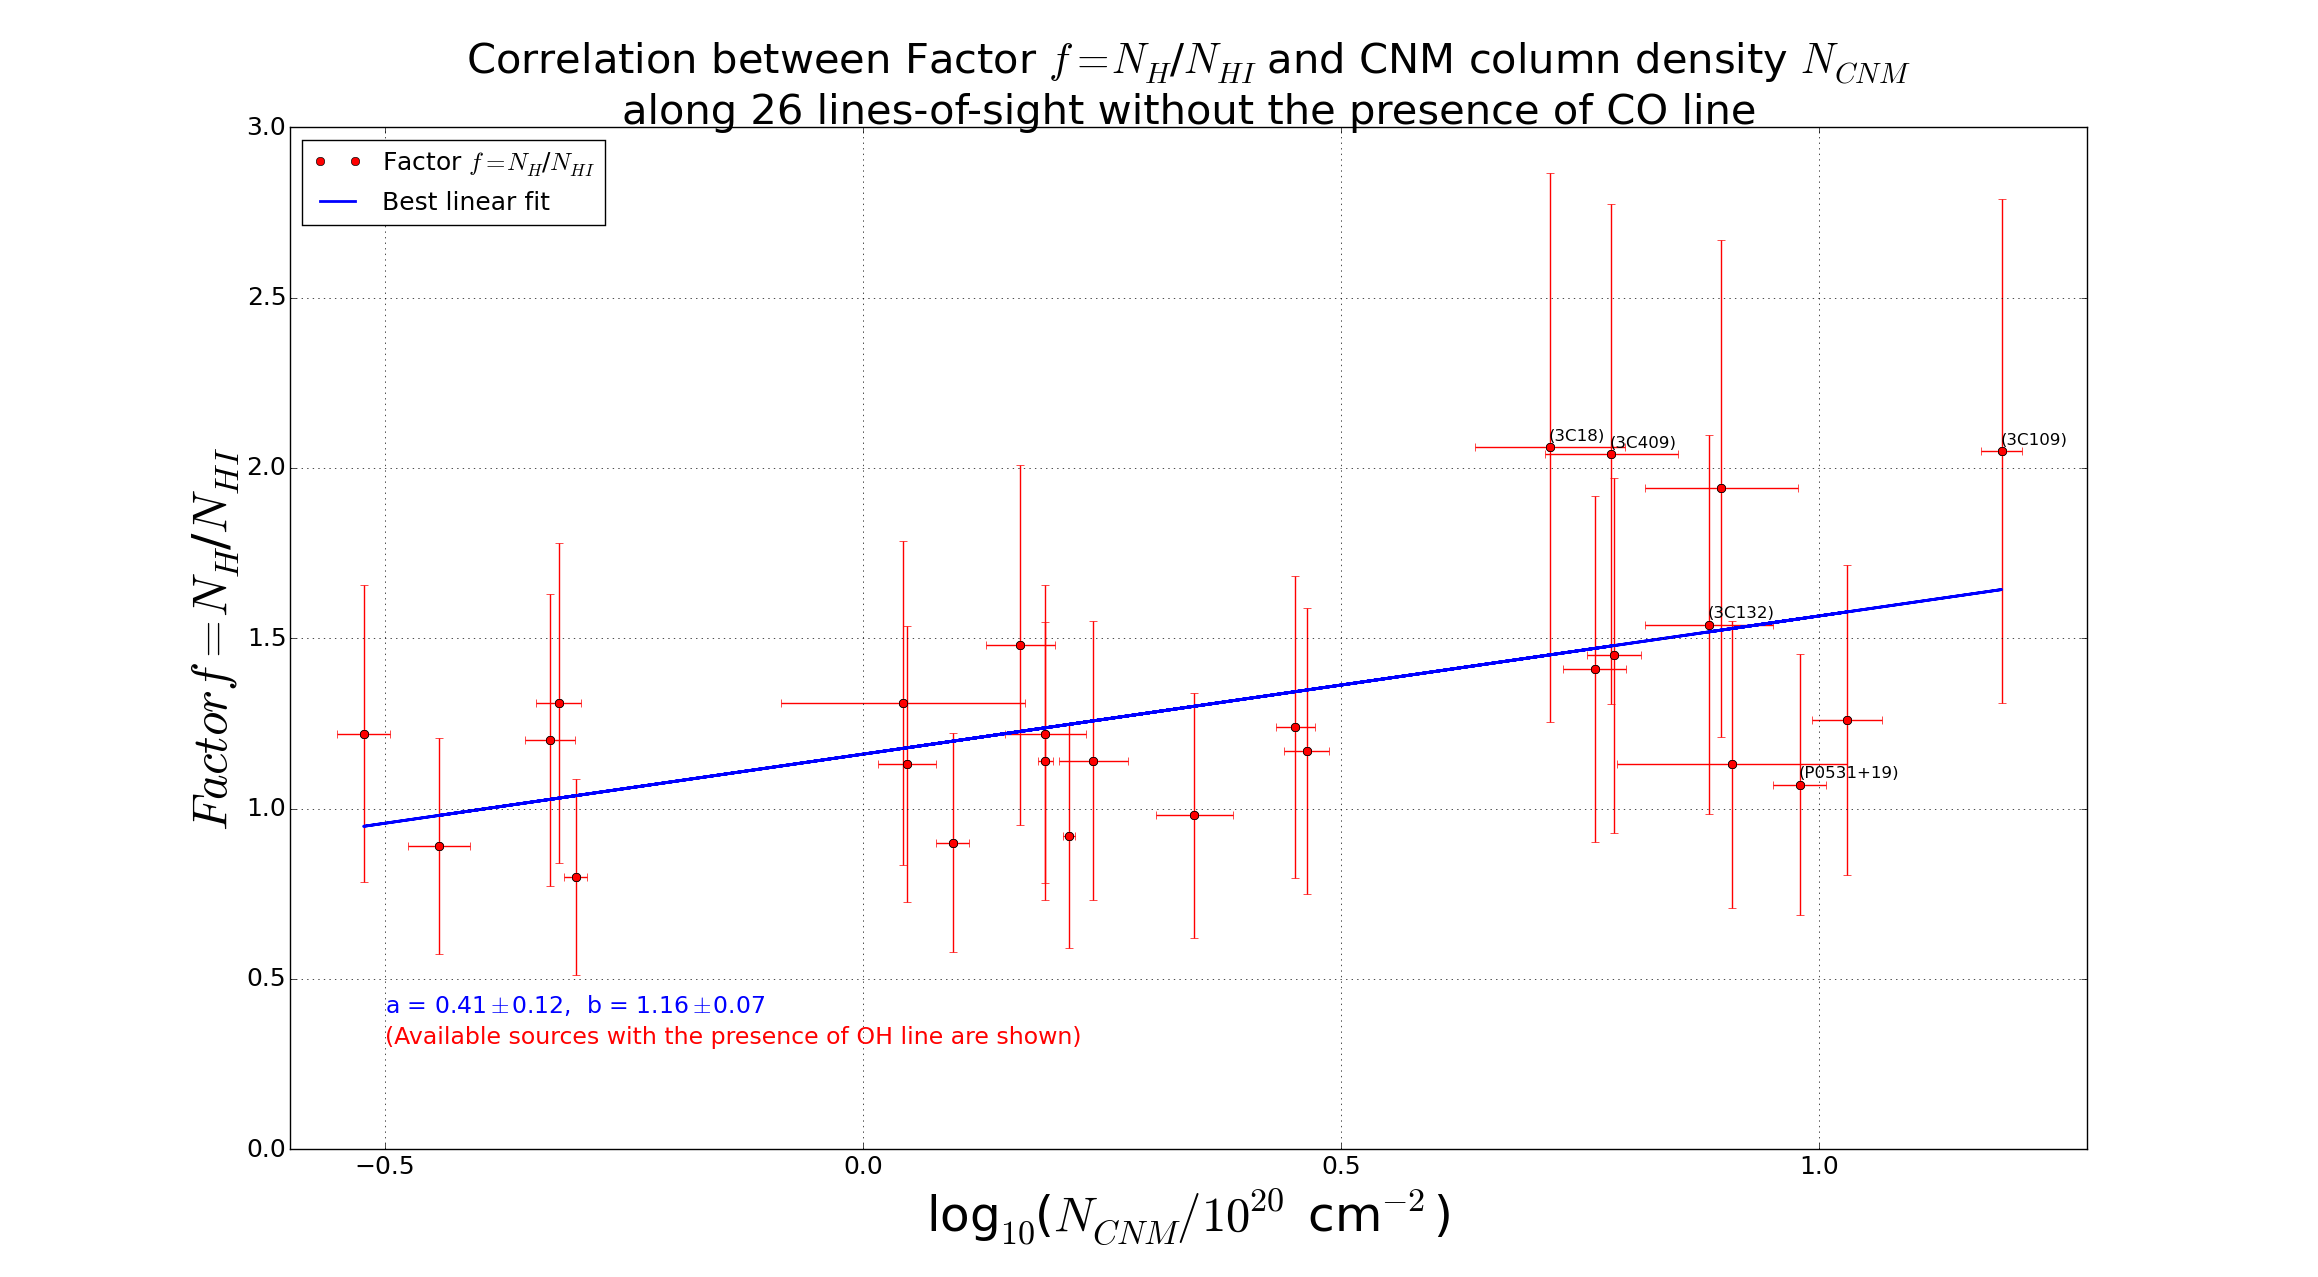 Correlation between Factor f = N_H/N_HI and CNM column density N_CNM
along 26 lines-of-sight without the presence of CO line
Factor f = N_H/N_HI
Best linear fit
3.0
2.5
2.0
1.5
1.0
0.5
0.0
Factor f = N_H/N_HI
(3C18)
(3C409)
(3C109)
(3C132)
(P0531+19)
a = 0.41±0.12, b = 1.16±0.07
(Available sources with the presence of OH line are shown)
−0.5
0.0
0.5
1.0
log₁₀(N_CNM/10²⁰ cm⁻²)